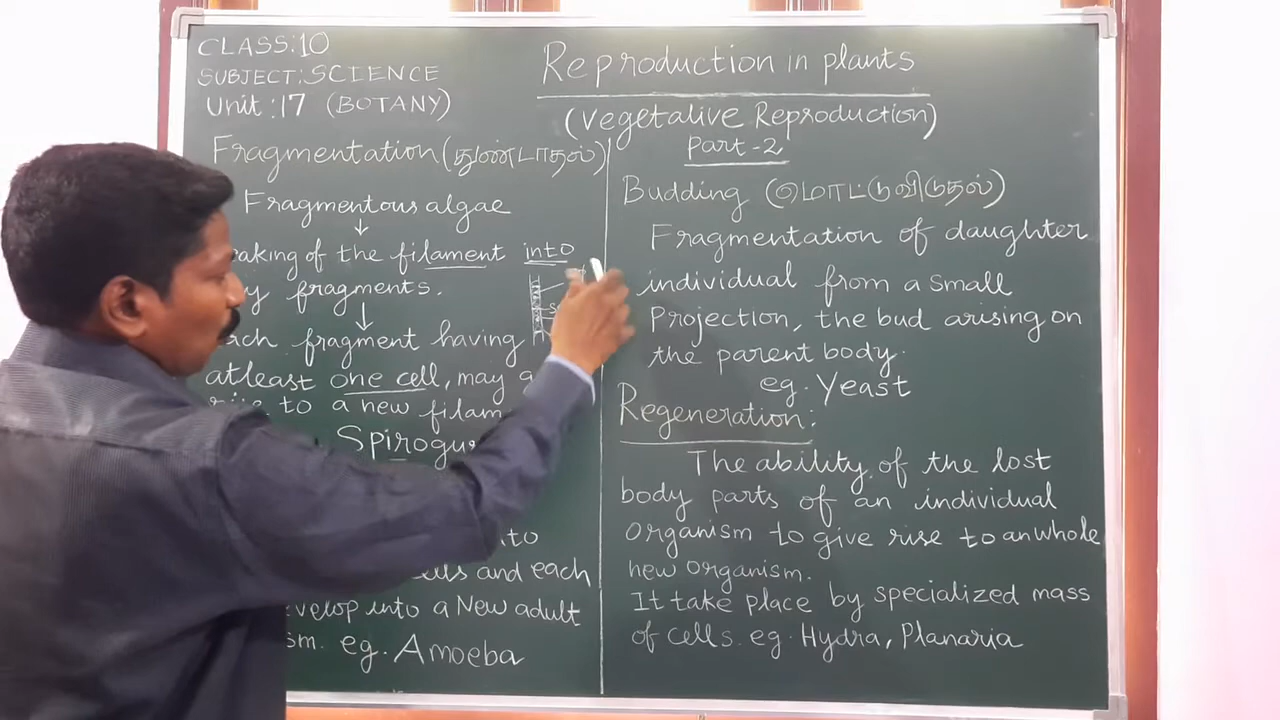 CLASS:10
SUBJECT:SCIENCE
Unit:17 (BOTANY)
Reproduction in plants
(Vegetalive Reproduction)
Part-2
Fragmentation (துண்டாதல்)
Fragmentous algae
↓
aking of the filament into
fragments.
↓
fragment having
atleast one cell, may
to a new filam
Spirogy
nto
and each
velop into a New adult
sm. eg. Amoeba
Budding (மொட்டுவிடுதல்)
Fragmentation of daughter
individual from a small
Projection, the bud arising on
the parent body.
eg. Yeast
Regeneration:
The ability of the lost
body parts of an individual
organism to give rise to an whole
new organism.
It take place by specialized mass
of cells. eg. Hydra, Planaria